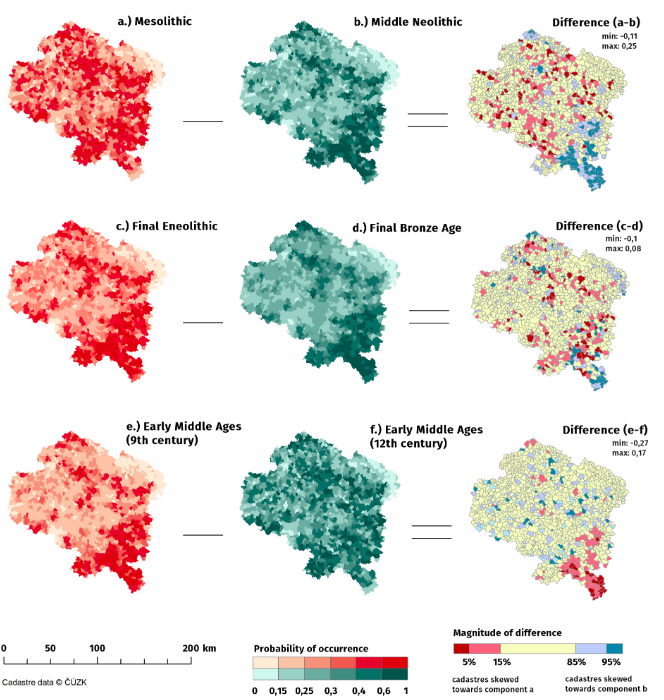 a.) Mesolithic
b.) Middle Neolithic
Difference (a-b)
min: -0,11
max: 0,25
c.) Final Eneolithic
d.) Final Bronze Age
Difference (c-d)
min: -0,1
max: 0,08
e.) Early Middle Ages
(9th century)
f.) Early Middle Ages
(12th century)
Difference (e-f)
min: -0,27
max: 0,17
0 50 100 200 km
Cadastre data © ČÚZK
Probability of occurrence
0 0,15 0,25 0,3 0,4 0,6 1
Magnitude of difference
5% 15% 85% 95%
cadastres skewed
towards component a
cadastres skewed
towards component b